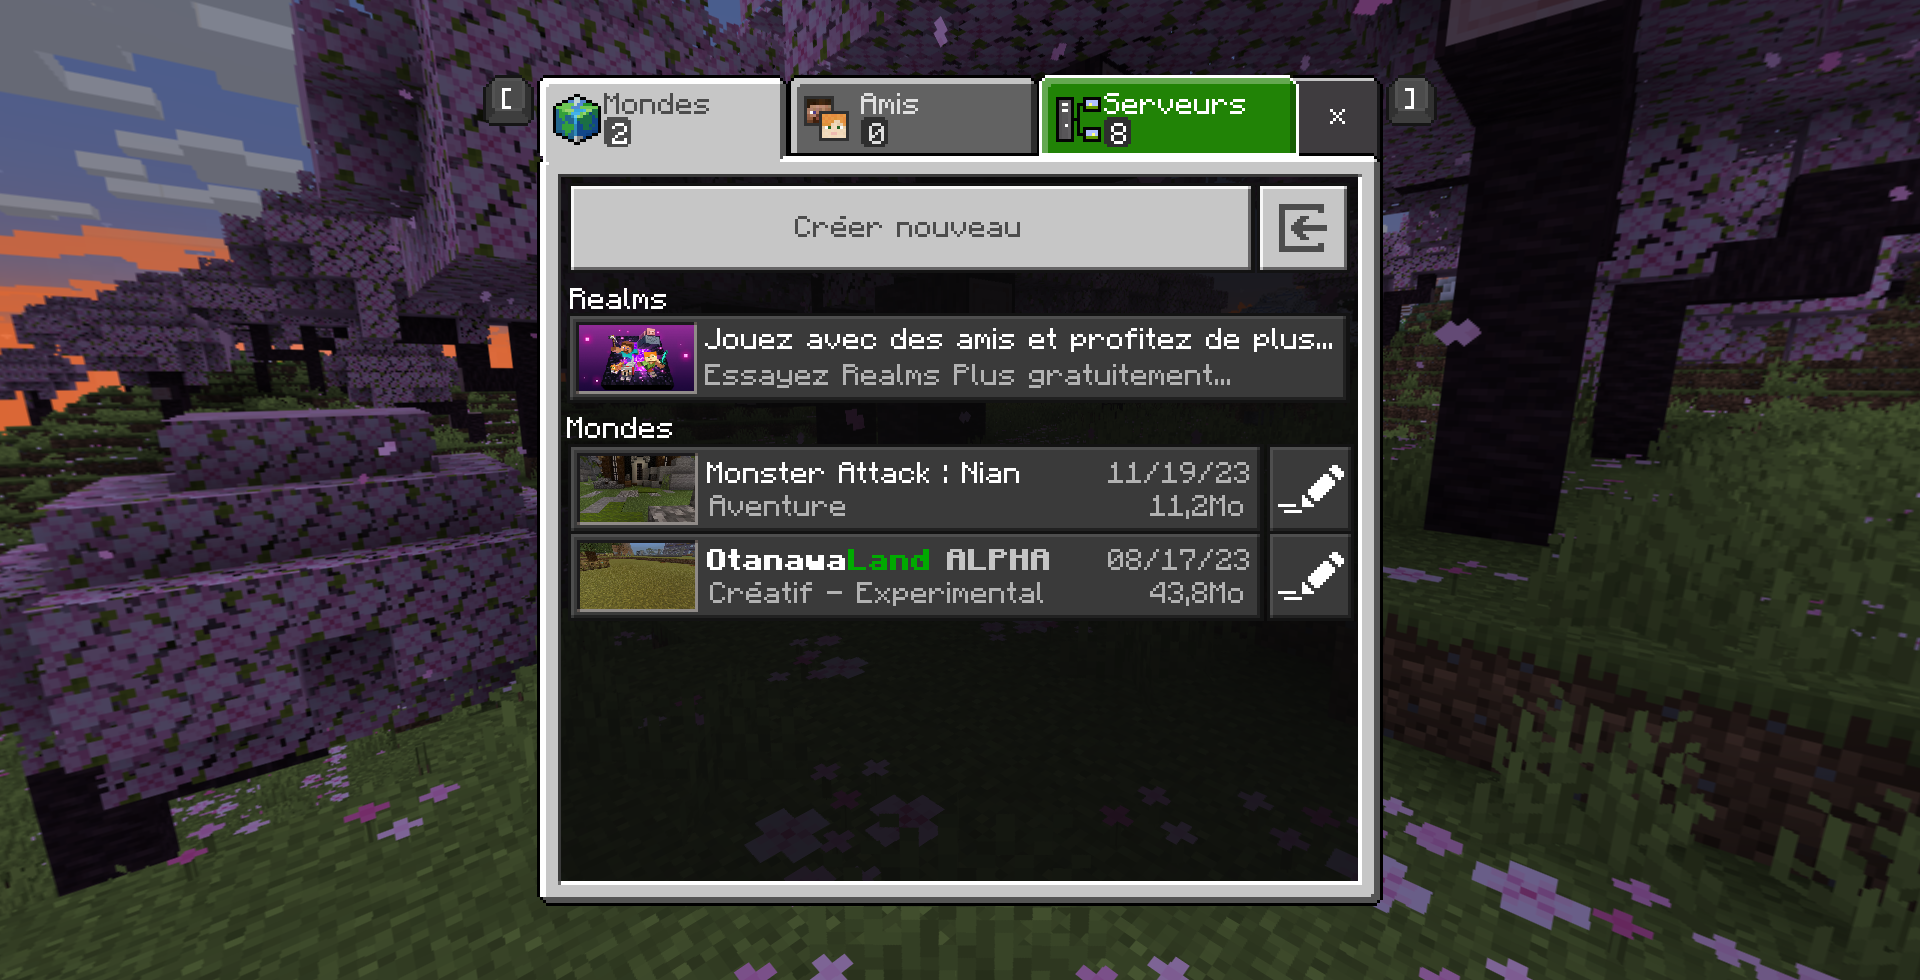 [
Mondes
2
Amis
0
Serveurs
8
x
]
Créer nouveau
Realms
Jouez avec des amis et profitez de plus...
Essayez Realms Plus gratuitement...
Mondes
Monster Attack : Nian 11/19/23
Aventure 11,2Mo
OtanawaLand ALPHA 08/17/23
Créatif - Experimental 43,8Mo